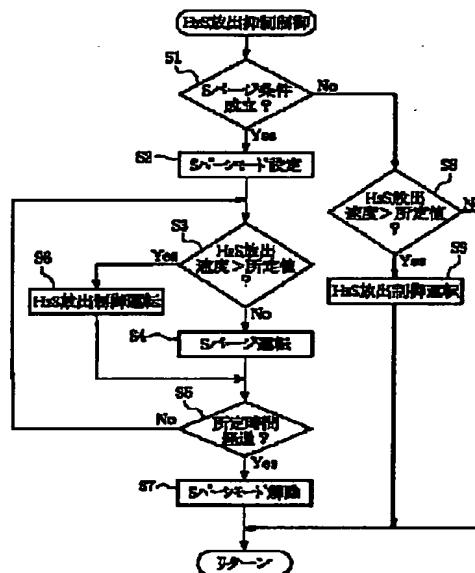 H₂S放出抑制制御
S1
Sパージ条件
成立？
No
Yes
S2
Sパージモード設定
S8
H₂S放出
速度＞所定値
？
No
Yes
S3
H₂S放出
速度＞所定値
？
Yes
No
S6
H₂S放出制御運転
S9
H₂S放出制御運転
S4
Sパージ運転
S5
所定時間
経過？
No
Yes
S7
Sパージモード解除
リターン